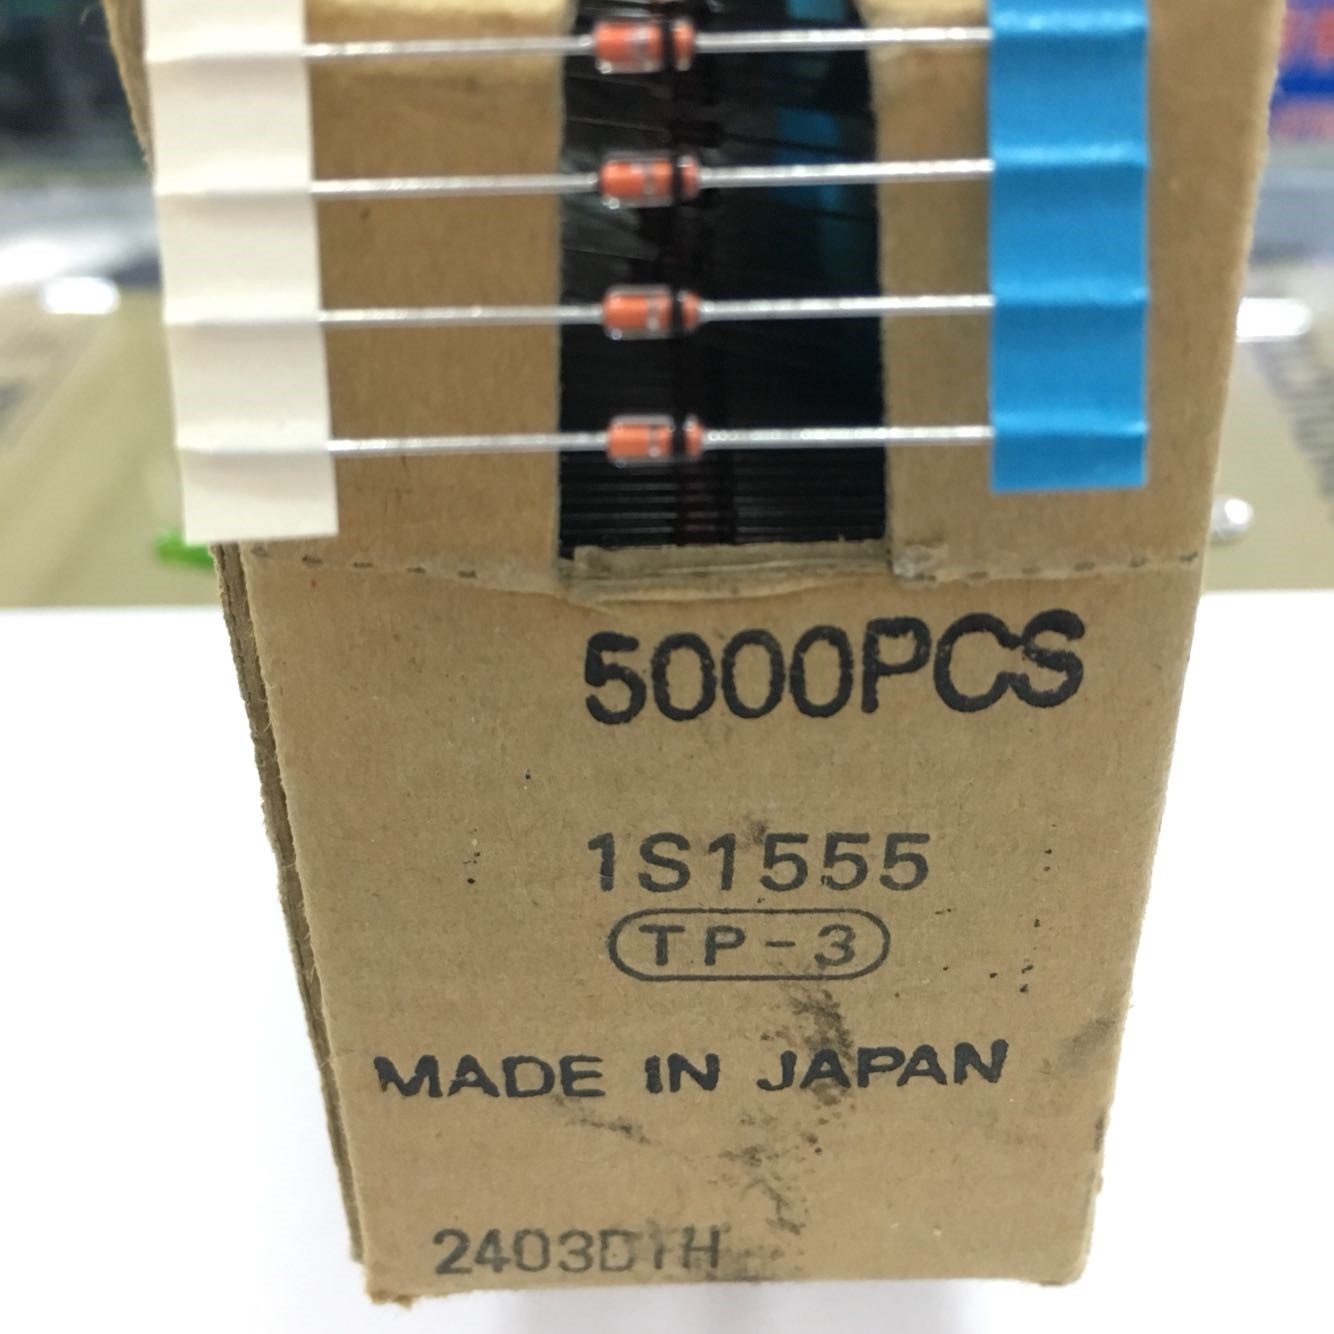 5000PCS
1S1555
TP-3
MADE IN JAPAN